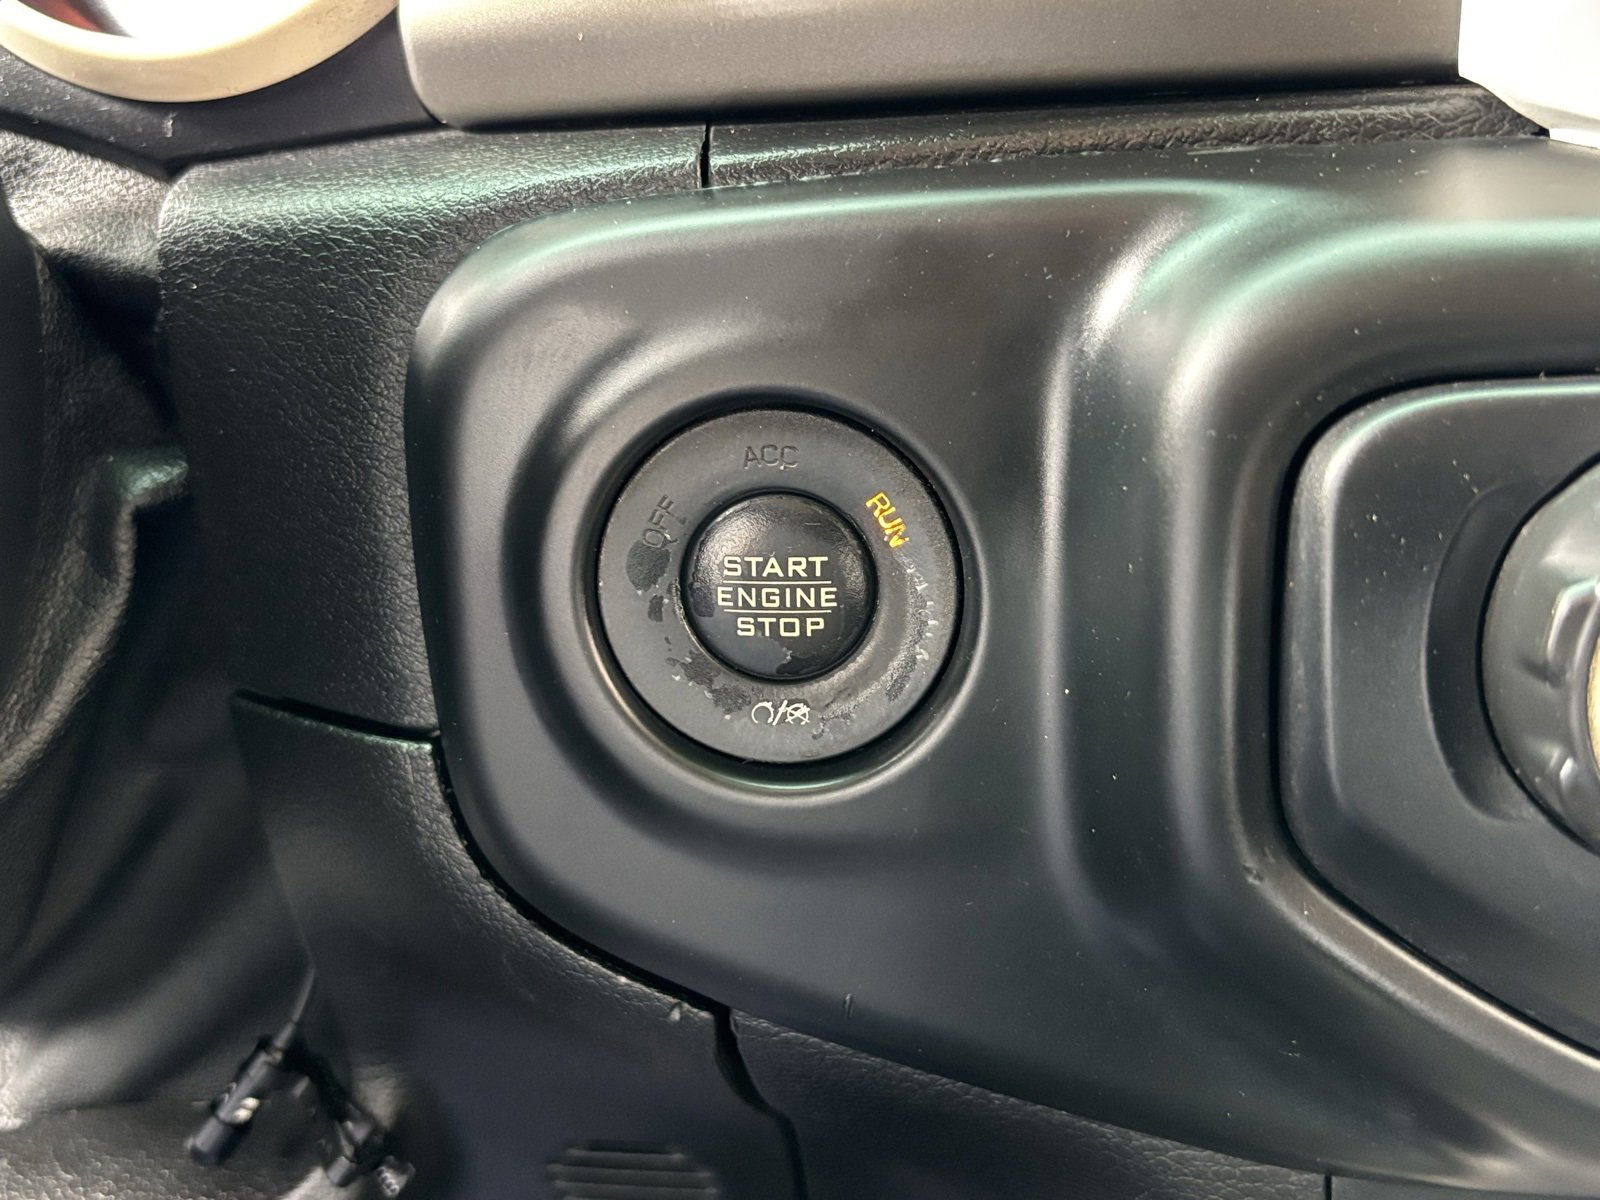 ACC
OFF
RUN
START
ENGINE
STOP